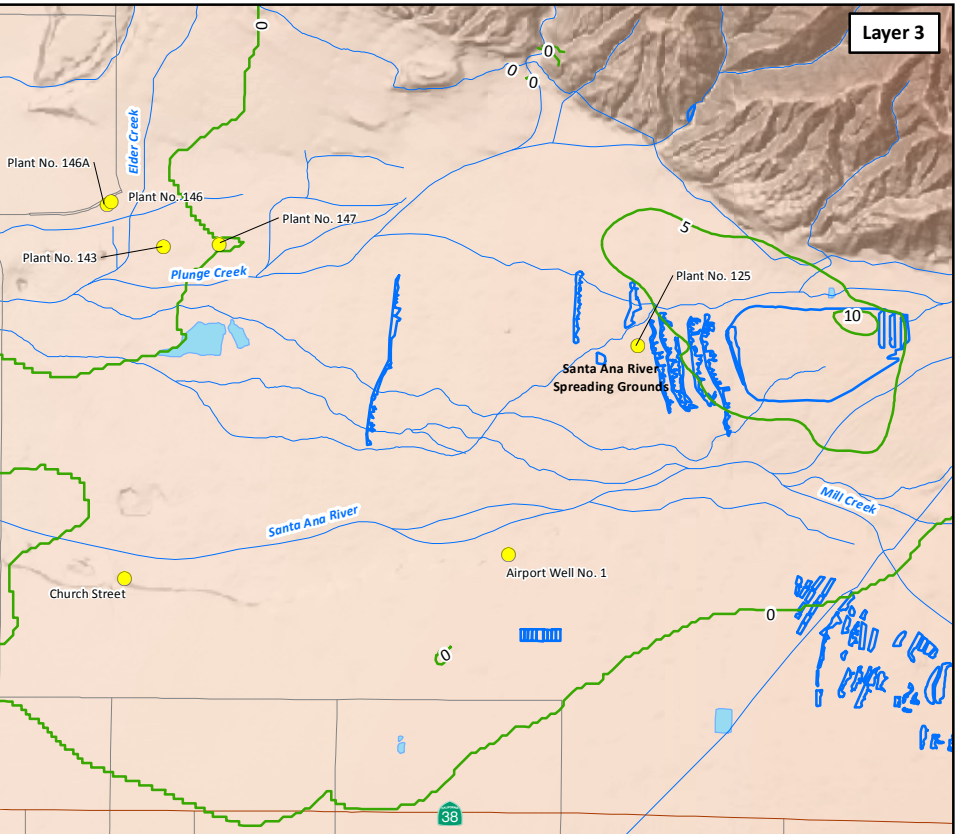 Layer 3
0
0
0
0
Elder Creek
Plant No. 146A
Plant No. 146
Plant No. 147
5
Plant No. 143
Plunge Creek
Plant No. 125
10
Santa Ana River
Spreading Grounds
Mill Creek
Santa Ana River
Airport Well No. 1
Church Street
0
0
38